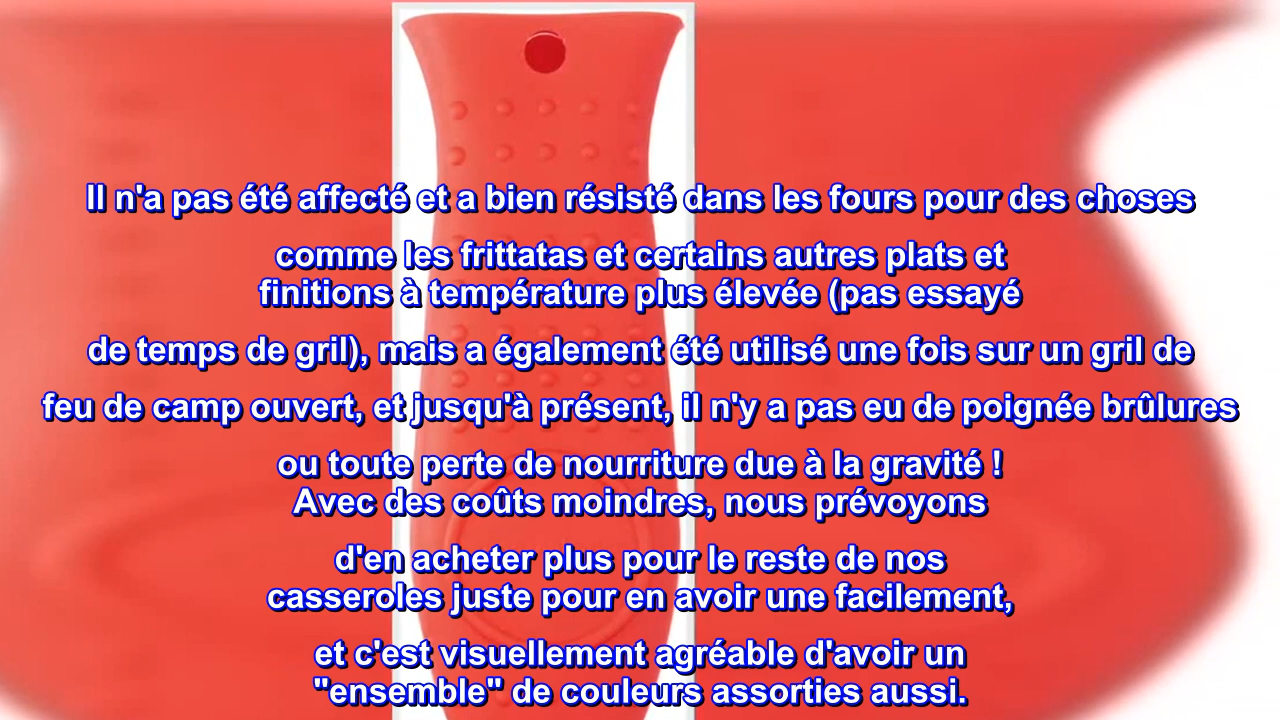 Il n'a pas été affecté et a bien résisté dans les fours pour des choses
comme les frittatas et certains autres plats et
finitions à température plus élevée (pas essayé
de temps de gril), mais a également été utilisé une fois sur un gril de
feu de camp ouvert, et jusqu'à présent, il n'y a pas eu de poignée brûlures
ou toute perte de nourriture due à la gravité !
Avec des coûts moindres, nous prévoyons
d'en acheter plus pour le reste de nos
casseroles juste pour en avoir une facilement,
et c'est visuellement agréable d'avoir un
"ensemble" de couleurs assorties aussi.